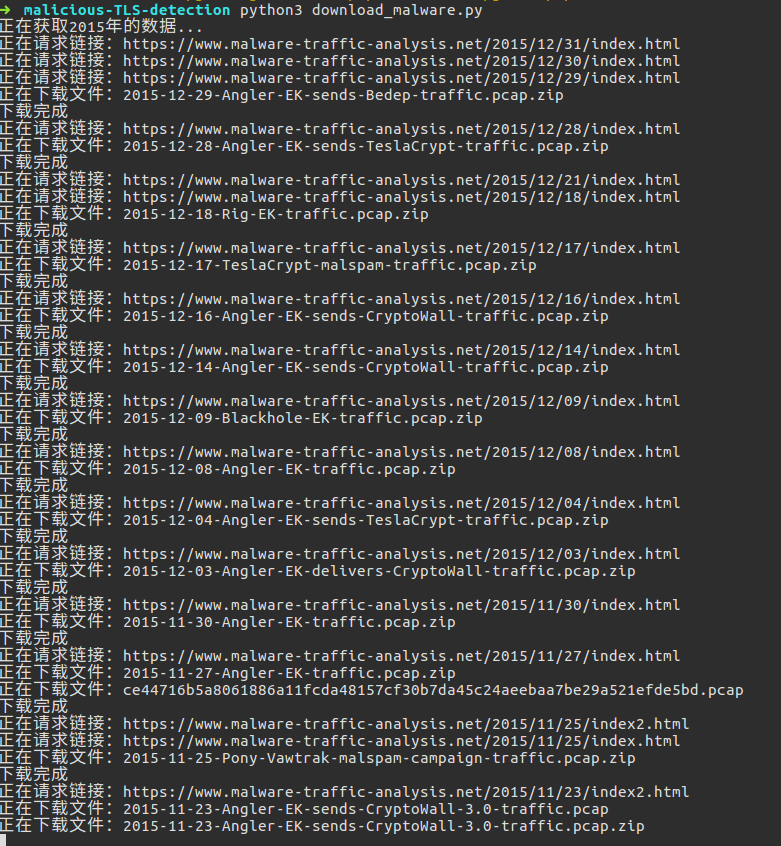 ➜ malicious-TLS-detection python3 download_malware.py
正在获取2015年的数据...
正在请求链接: https://www.malware-traffic-analysis.net/2015/12/31/index.html
正在请求链接: https://www.malware-traffic-analysis.net/2015/12/30/index.html
正在请求链接: https://www.malware-traffic-analysis.net/2015/12/29/index.html
正在下载文件: 2015-12-29-Angler-EK-sends-Bedep-traffic.pcap.zip
下载完成
正在请求链接: https://www.malware-traffic-analysis.net/2015/12/28/index.html
正在下载文件: 2015-12-28-Angler-EK-sends-TeslaCrypt-traffic.pcap.zip
下载完成
正在请求链接: https://www.malware-traffic-analysis.net/2015/12/21/index.html
正在请求链接: https://www.malware-traffic-analysis.net/2015/12/18/index.html
正在下载文件: 2015-12-18-Rig-EK-traffic.pcap.zip
下载完成
正在请求链接: https://www.malware-traffic-analysis.net/2015/12/17/index.html
正在下载文件: 2015-12-17-TeslaCrypt-malspam-traffic.pcap.zip
下载完成
正在请求链接: https://www.malware-traffic-analysis.net/2015/12/16/index.html
正在下载文件: 2015-12-16-Angler-EK-sends-CryptoWall-traffic.pcap.zip
下载完成
正在请求链接: https://www.malware-traffic-analysis.net/2015/12/14/index.html
正在下载文件: 2015-12-14-Angler-EK-sends-CryptoWall-traffic.pcap.zip
下载完成
正在请求链接: https://www.malware-traffic-analysis.net/2015/12/09/index.html
正在下载文件: 2015-12-09-Blackhole-EK-traffic.pcap.zip
下载完成
正在请求链接: https://www.malware-traffic-analysis.net/2015/12/08/index.html
正在下载文件: 2015-12-08-Angler-EK-traffic.pcap.zip
下载完成
正在请求链接: https://www.malware-traffic-analysis.net/2015/12/04/index.html
正在下载文件: 2015-12-04-Angler-EK-sends-TeslaCrypt-traffic.pcap.zip
下载完成
正在请求链接: https://www.malware-traffic-analysis.net/2015/12/03/index.html
正在下载文件: 2015-12-03-Angler-EK-delivers-CryptoWall-traffic.pcap.zip
下载完成
正在请求链接: https://www.malware-traffic-analysis.net/2015/11/30/index.html
正在下载文件: 2015-11-30-Angler-EK-traffic.pcap.zip
下载完成
正在请求链接: https://www.malware-traffic-analysis.net/2015/11/27/index.html
正在下载文件: 2015-11-27-Angler-EK-traffic.pcap.zip
正在下载文件: ce44716b5a8061886a11fcda48157cf30b7da45c24aeebaa7be29a521efde5bd.pcap
下载完成
正在请求链接: https://www.malware-traffic-analysis.net/2015/11/25/index2.html
正在请求链接: https://www.malware-traffic-analysis.net/2015/11/25/index.html
正在下载文件: 2015-11-25-Pony-Vawtrak-malspam-campaign-traffic.pcap.zip
下载完成
正在请求链接: https://www.malware-traffic-analysis.net/2015/11/23/index2.html
正在下载文件: 2015-11-23-Angler-EK-sends-CryptoWall-3.0-traffic.pcap
正在下载文件: 2015-11-23-Angler-EK-sends-CryptoWall-3.0-traffic.pcap.zip